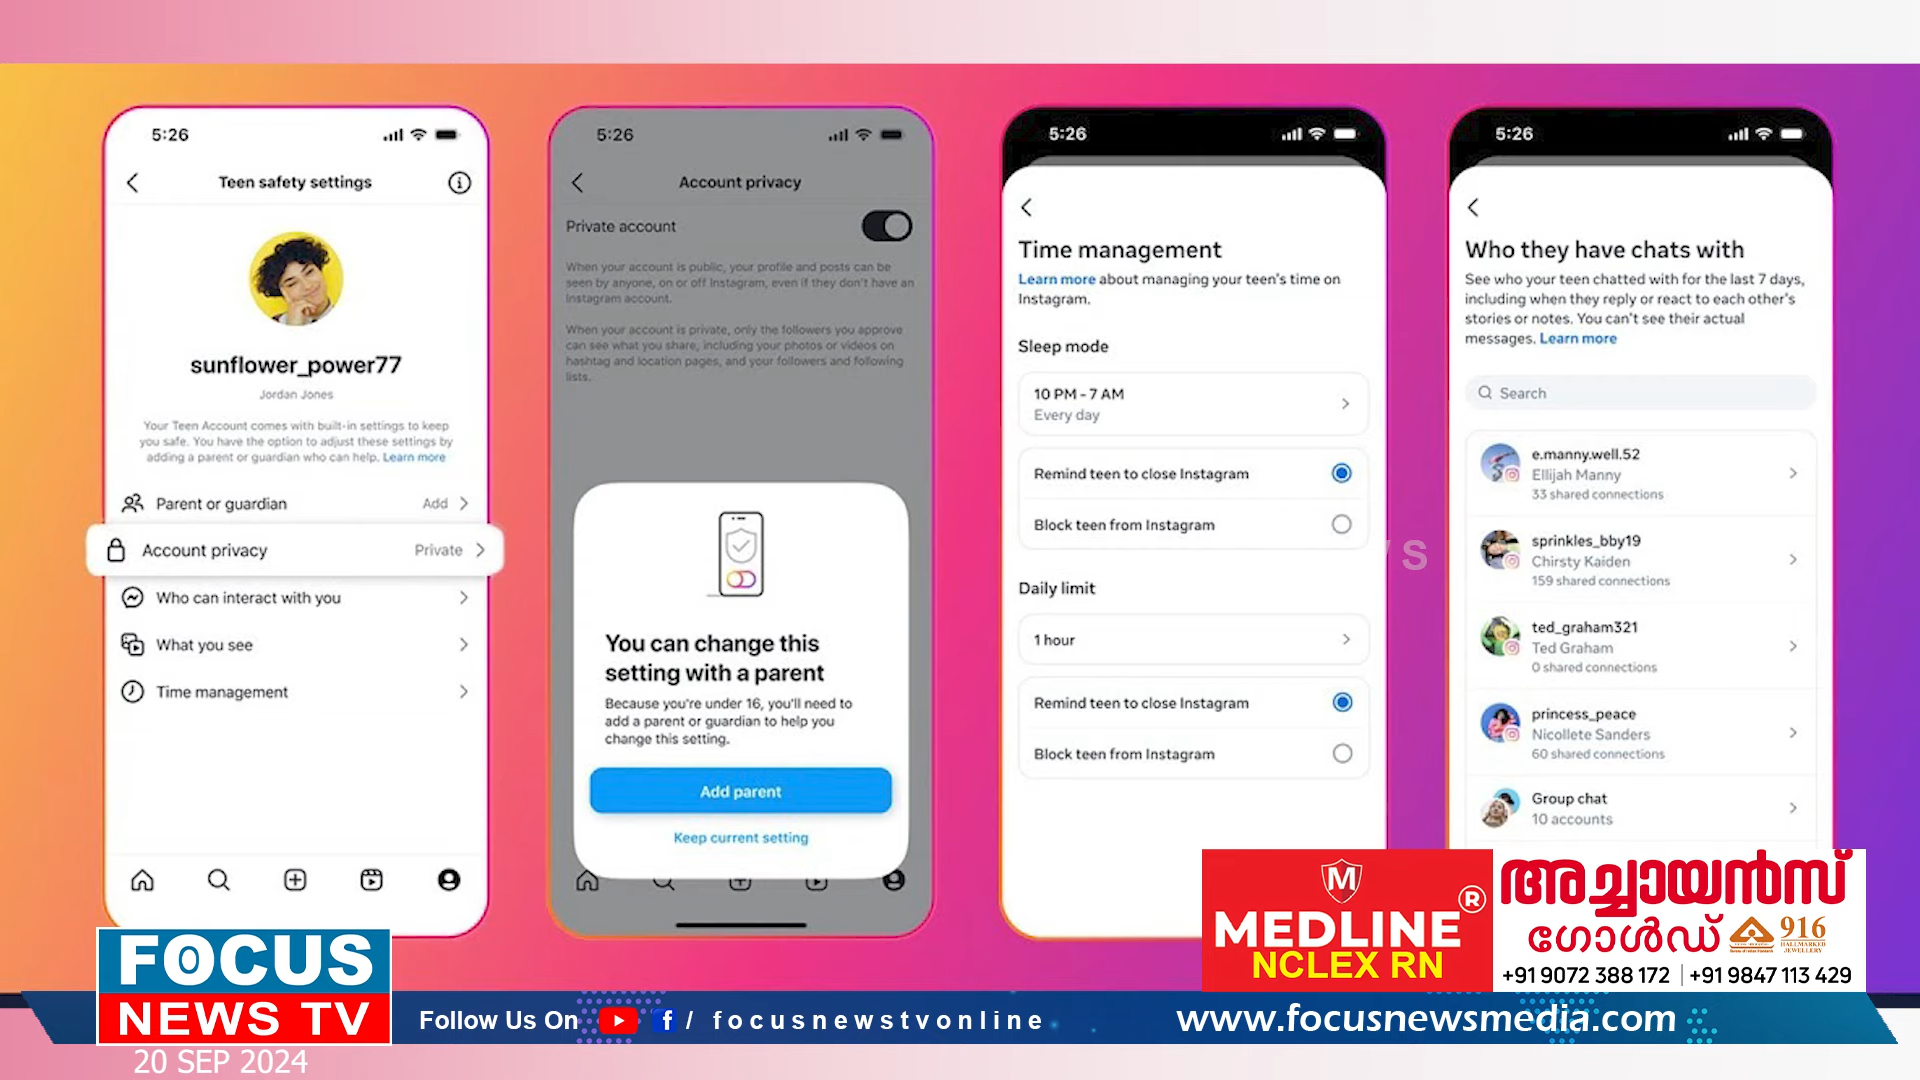 5:26
Teen safety settings
sunflower_power77
Jordan Jones
Your Teen Account comes with built-in settings to keep
you safe. You have the option to adjust these settings by
adding a parent or guardian who can help. Learn more
Parent or guardian Add
Account privacy Private
Who can interact with you
What you see
Time management
5:26
Account privacy
Private account
When your account is public, your profile and posts can be
seen by anyone, on or off Instagram, even if they don't have an
Instagram account.
When your account is private, only the followers you approve
can see what you share, including your photos or videos on
hashtag and location pages, and your followers and following
lists.
You can change this
setting with a parent
Because you're under 16, you'll need to
add a parent or guardian to help you
change this setting.
Add parent
Keep current setting
5:26
Time management
Learn more about managing your teen's time on
Instagram.
Sleep mode
10 PM - 7 AM
Every day
Remind teen to close Instagram
Block teen from Instagram
Daily limit
1 hour
Remind teen to close Instagram
Block teen from Instagram
5:26
Who they have chats with
See who your teen chatted with for the last 7 days,
including when they reply or react to each other's
stories or notes. You can't see their actual
messages. Learn more
Search
e.manny.well.52
Ellijah Manny
33 shared connections
sprinkles_bby19
Chirsty Kaiden
159 shared connections
ted_graham321
Ted Graham
0 shared connections
princess_peace
Nicollete Sanders
60 shared connections
Group chat
10 accounts
M
MEDLINE ®
NCLEX RN
അച്ചായൻസ്
ഗോൾഡ് 916
HALLMARKED
JEWELLERY
+91 9072 388 172 | +91 9847 113 429
FOCUS
NEWS TV
Follow Us On f / focusnewstvonline
www.focusnewsmedia.com
20 SEP 2024